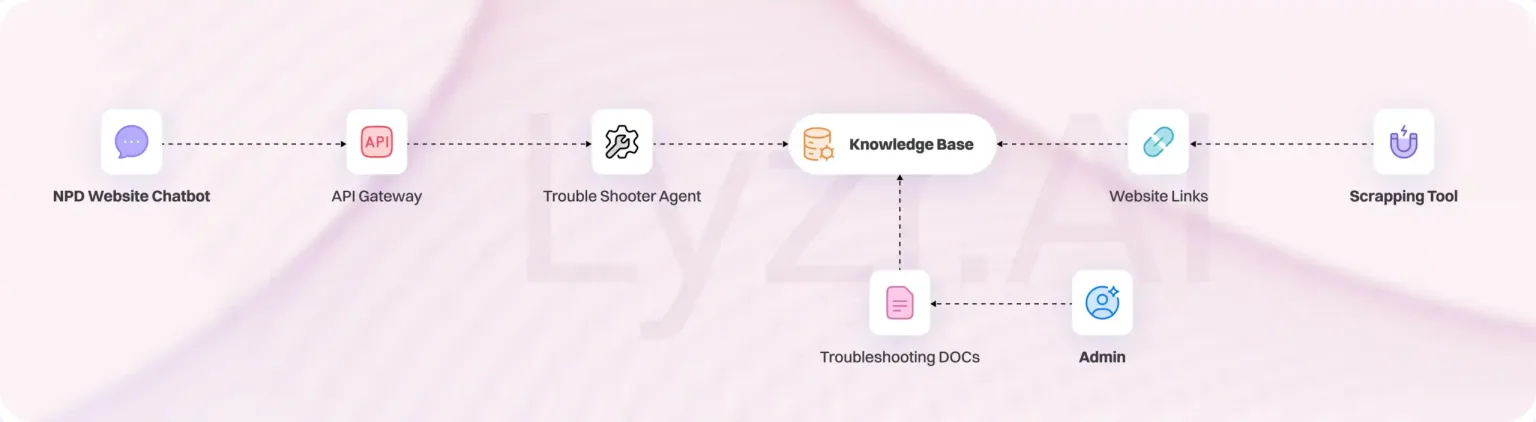 Lyzr.AI
API
Knowledge Base
NPD Website Chatbot
API Gateway
Trouble Shooter Agent
Website Links
Scrapping Tool
Troubleshooting DOCs
Admin